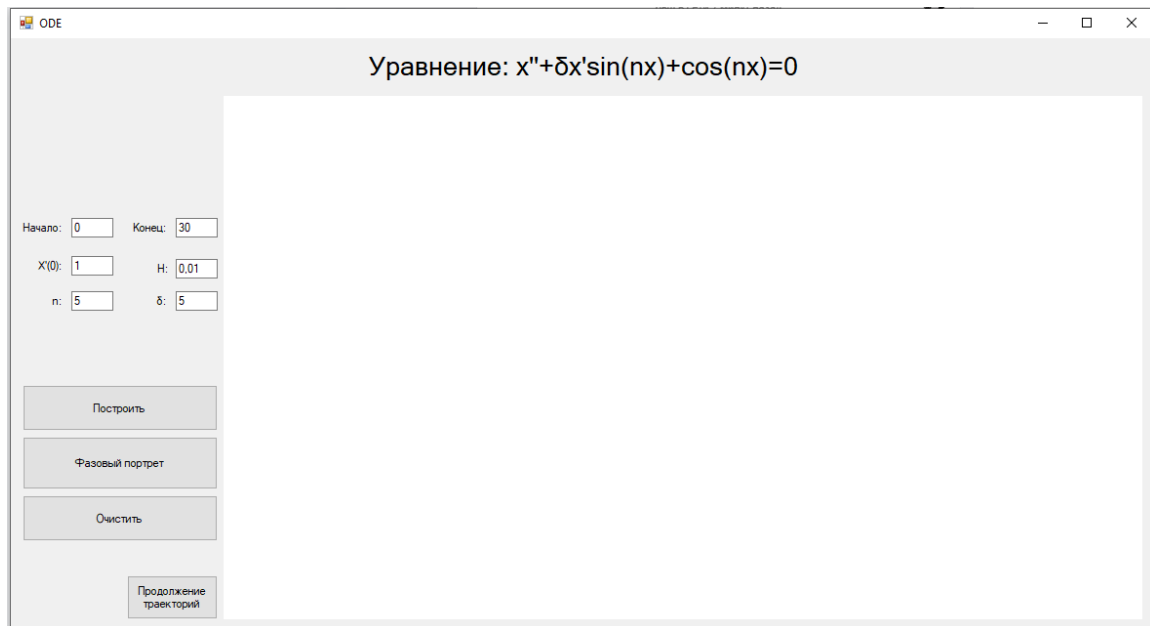 ODE
Уравнение: x''+δx'sin(nx)+cos(nx)=0
Начало: 0 Конец: 30
X'(0): 1 H: 0,01
n: 5 δ: 5
Построить
Фазовый портрет
Очистить
Продолжение
траекторий